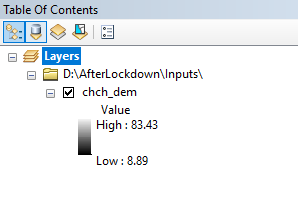 Table Of Contents
Layers
D:\AfterLockdown\Inputs\
chch_dem
Value
High : 83.43
Low : 8.89